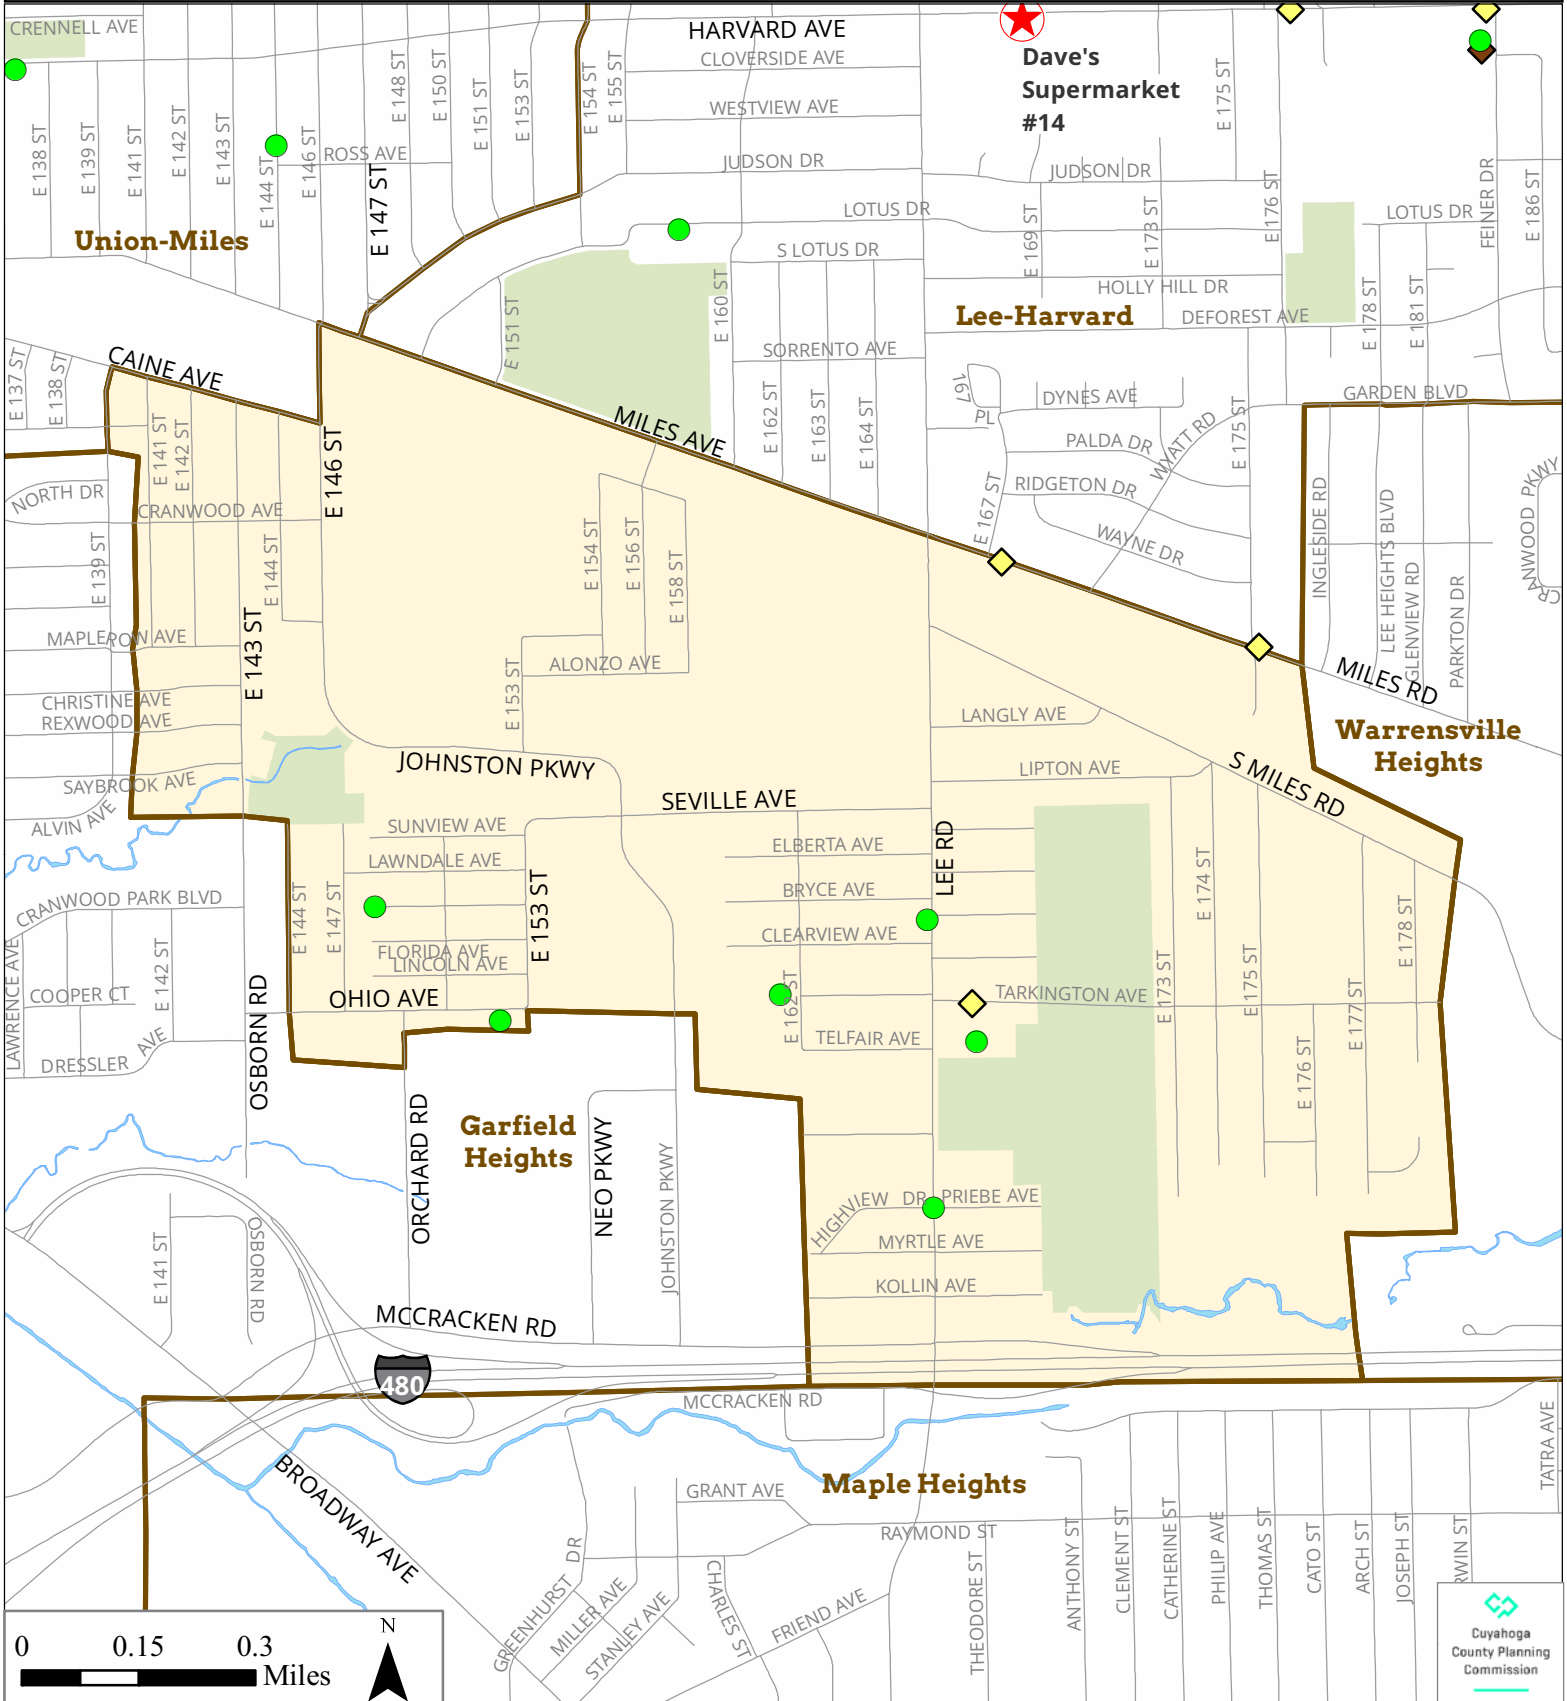 CRENNELL AVE
HARVARD AVE
CLOVERSIDE AVE
Dave's
Supermarket
#14
WESTVIEW AVE
JUDSON DR
JUDSON DR
E 138 ST
E 139 ST
E 141 ST
E 142 ST
E 143 ST
E 144 ST
E 146 ST
E 147 ST
E 148 ST
E 150 ST
E 151 ST
E 153 ST
E 154 ST
E 155 ST
E 175 ST
ROSS AVE
LOTUS DR
LOTUS DR
S LOTUS DR
E 169 ST
E 173 ST
E 176 ST
FEINER DR
E 186 ST
Union-Miles
HOLLY HILL DR
Lee-Harvard
DEFOREST AVE
E 151 ST
E 160 ST
E 178 ST
E 181 ST
SORRENTO AVE
E 137 ST
E 138 ST
CAINE AVE
MILES AVE
E 162 ST
E 163 ST
E 164 ST
167
PL
DYNES AVE
GARDEN BLVD
PALDA DR
WYATT RD
E 175 ST
RIDGETON DR
WAYNE DR
E 167 ST
E 141 ST
E 142 ST
E 146 ST
NORTH DR
CRANWOOD AVE
E 139 ST
E 144 ST
E 143 ST
E 154 ST
E 156 ST
E 158 ST
INGLESIDE RD
LEE HEIGHTS BLVD
GLENVIEW RD
PARKTON DR
CRANWOOD PKWY
MAPLEROW AVE
ALONZO AVE
E 153 ST
MILES RD
CHRISTINE AVE
REXWOOD AVE
LANGLY AVE
Warrensville
Heights
JOHNSTON PKWY
LIPTON AVE
S MILES RD
SAYBROOK AVE
ALVIN AVE
SEVILLE AVE
SUNVIEW AVE
LAWNDALE AVE
ELBERTA AVE
BRYCE AVE
LEE RD
CLEARVIEW AVE
CRANWOOD PARK BLVD
E 144 ST
E 147 ST
E 153 ST
FLORIDA AVE
LINCOLN AVE
OHIO AVE
E 162 ST
TARKINGTON AVE
TELFAIR AVE
E 173 ST
E 174 ST
E 175 ST
E 176 ST
E 177 ST
E 178 ST
LAWRENCE AVE
E 142 ST
COOPER CT
DRESSLER AVE
OSBORN RD
ORCHARD RD
Garfield
Heights
NEO PKWY
JOHNSTON PKWY
HIGHVIEW DR
PRIEBE AVE
MYRTLE AVE
KOLLIN AVE
E 141 ST
OSBORN RD
MCCRACKEN RD
480
MCCRACKEN RD
BROADWAY AVE
Maple Heights
GRANT AVE
RAYMOND ST
GREENHURST DR
MILLER AVE
STANLEY AVE
CHARLES ST
FRIEND AVE
THEODORE ST
ANTHONY ST
CLEMENT ST
CATHERINE ST
PHILIP AVE
THOMAS ST
CATO ST
ARCH ST
JOSEPH ST
RWIN ST
TATRA AVE
0 0.15 0.3
Miles
N
Cuyahoga
County Planning
Commission